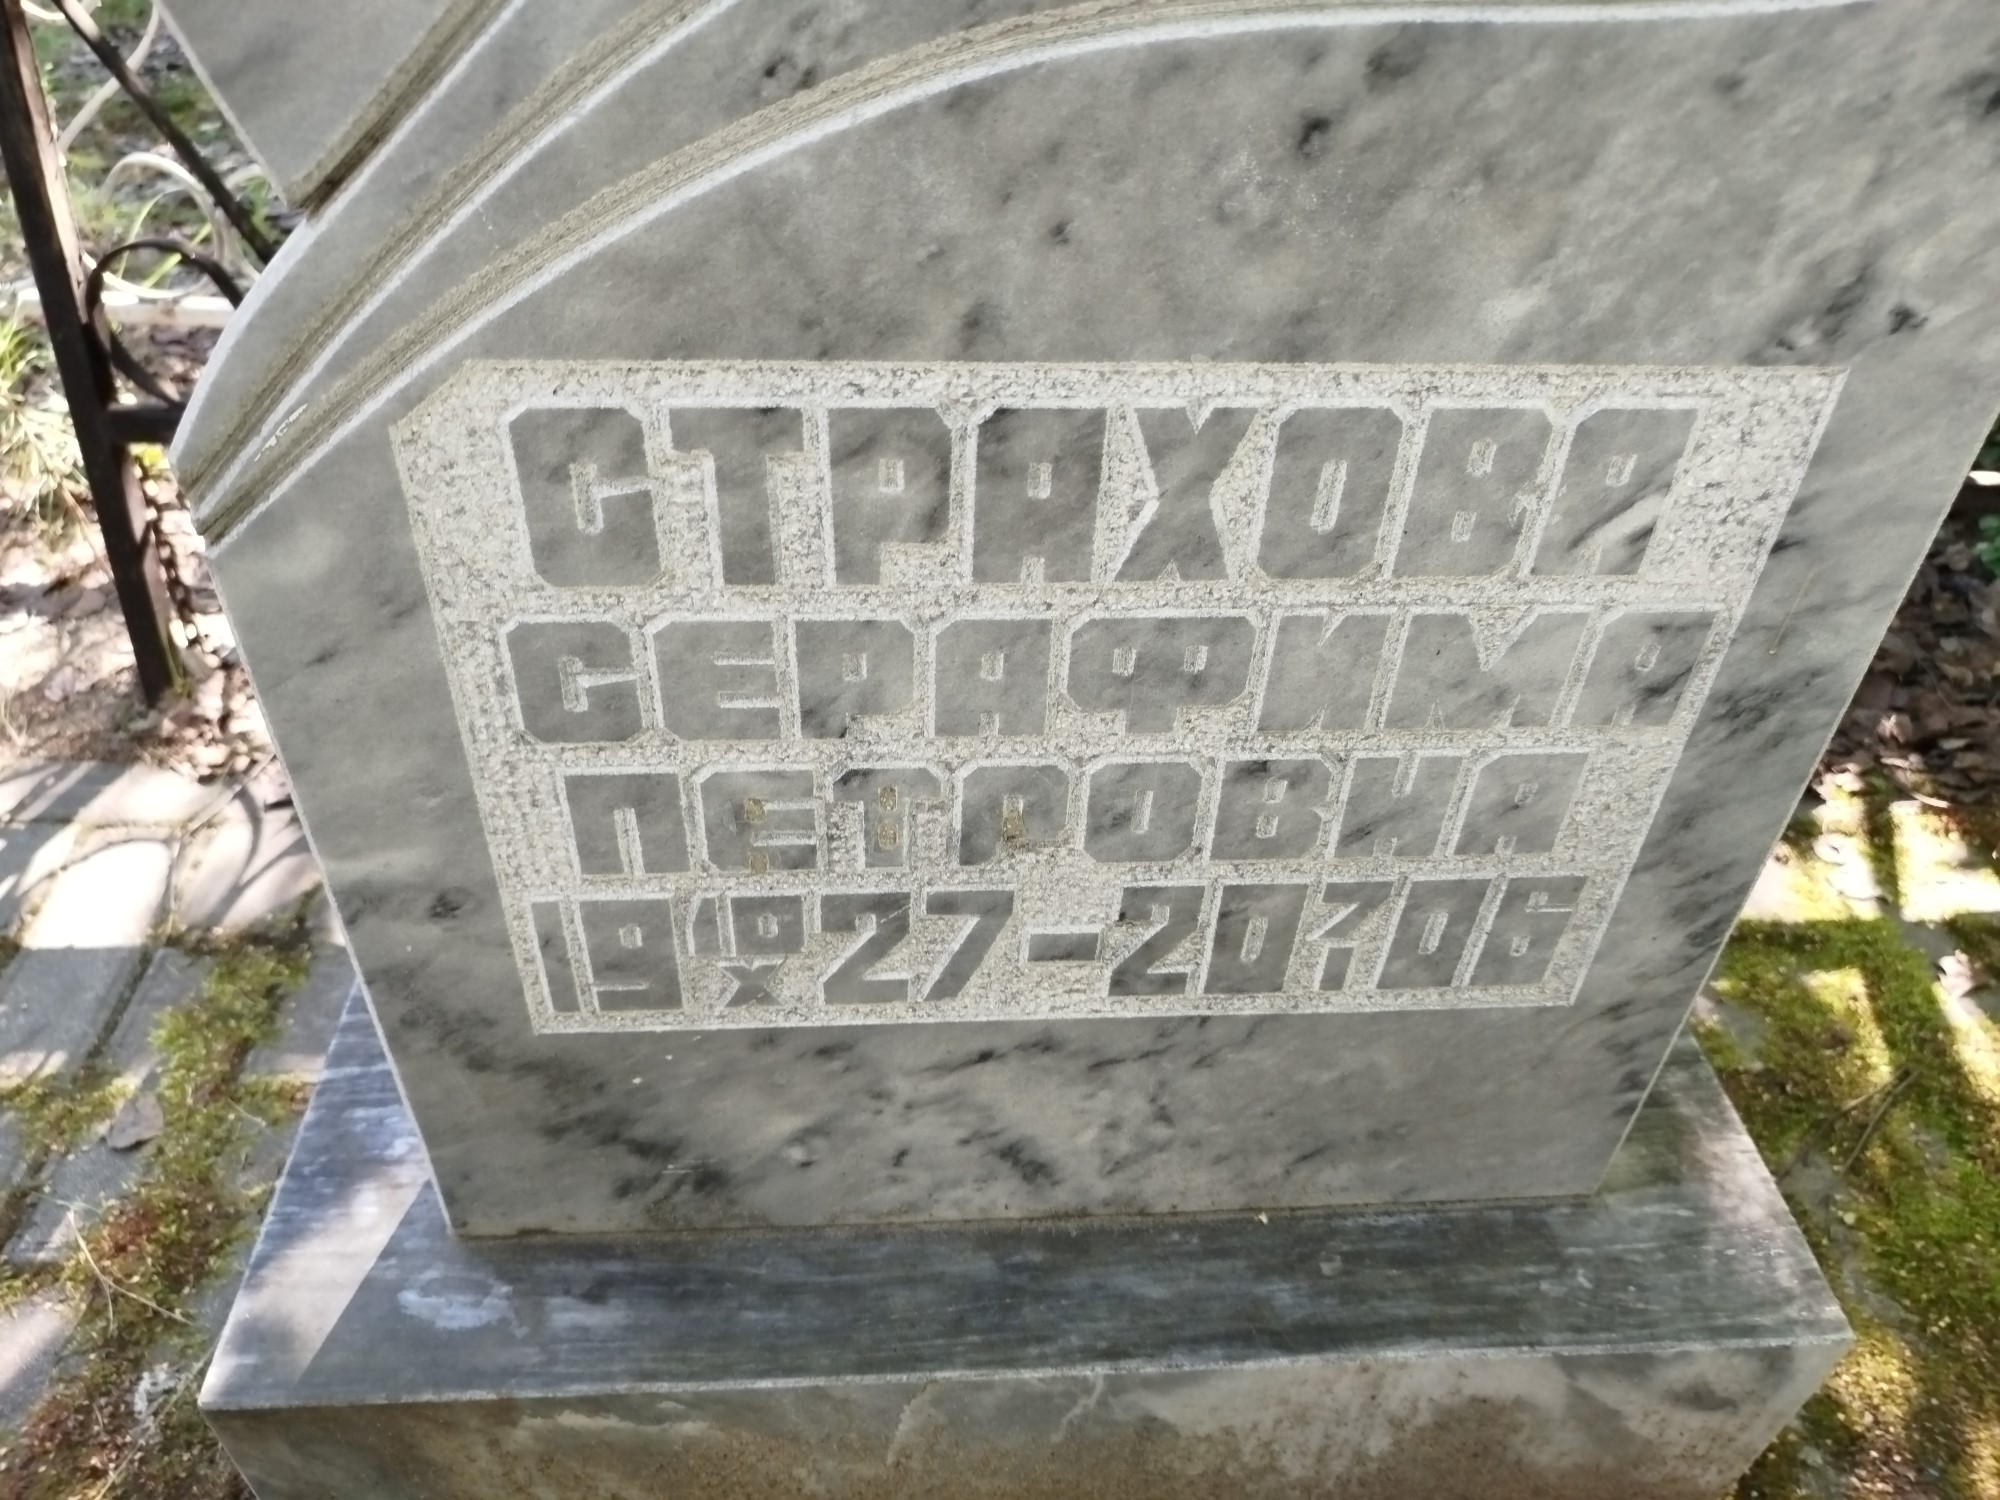 СТРАХОВА
СЕРАФИМА
ПЕТРОВНА
19 10/X 27 – 20 7/I 06